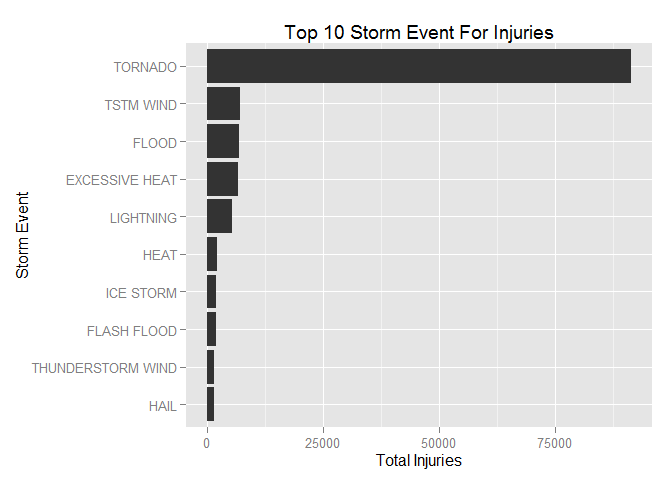 Top 10 Storm Event For Injuries
Storm Event
TORNADO
TSTM WIND
FLOOD
EXCESSIVE HEAT
LIGHTNING
HEAT
ICE STORM
FLASH FLOOD
THUNDERSTORM WIND
HAIL
0 25000 50000 75000
Total Injuries